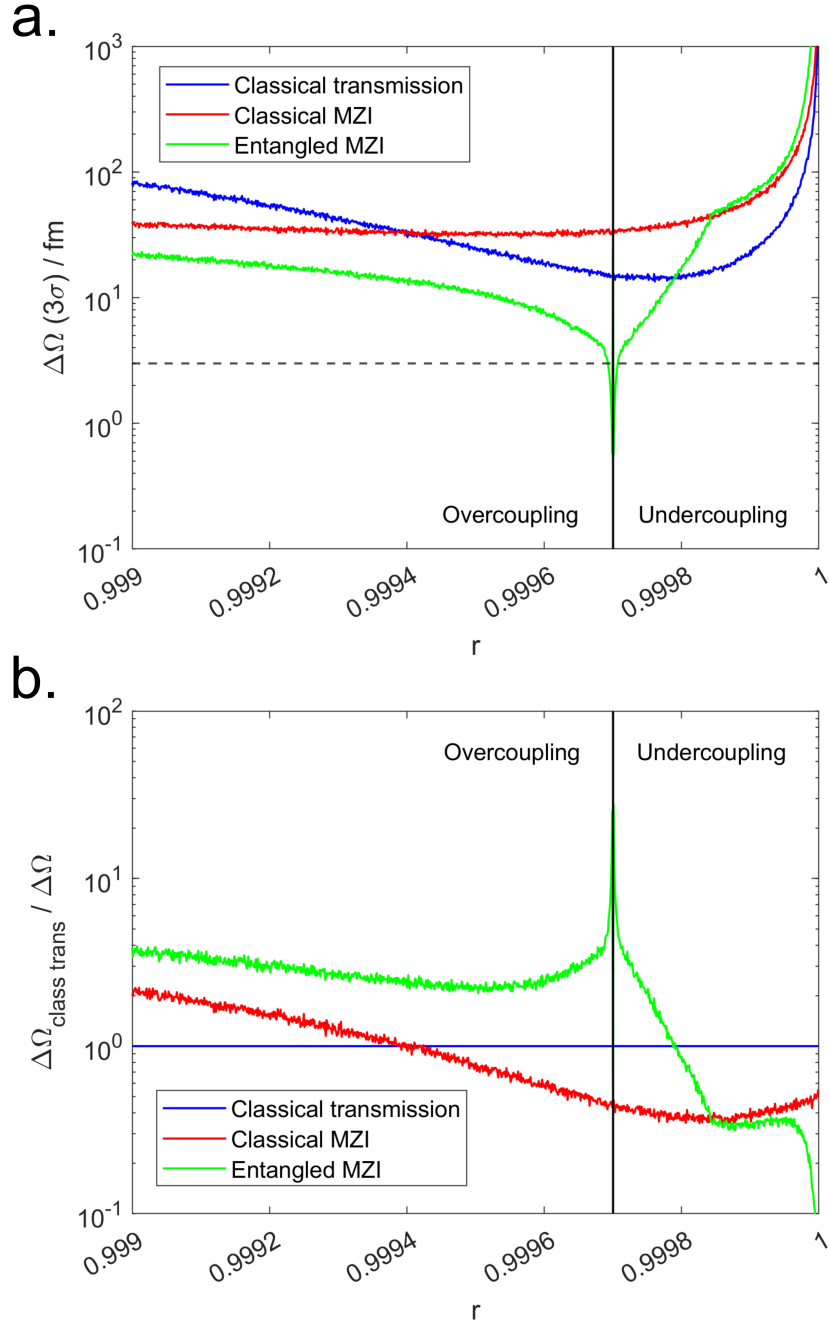 a.
10³
10²
10¹
10⁰
10⁻¹
ΔΩ (3σ) / fm
Classical transmission
Classical MZI
Entangled MZI
Overcoupling
Undercoupling
0.999
0.9992
0.9994
0.9996
0.9998
1
r
b.
10²
10¹
10⁰
10⁻¹
ΔΩclass trans / ΔΩ
Overcoupling
Undercoupling
Classical transmission
Classical MZI
Entangled MZI
0.999
0.9992
0.9994
0.9996
0.9998
1
r